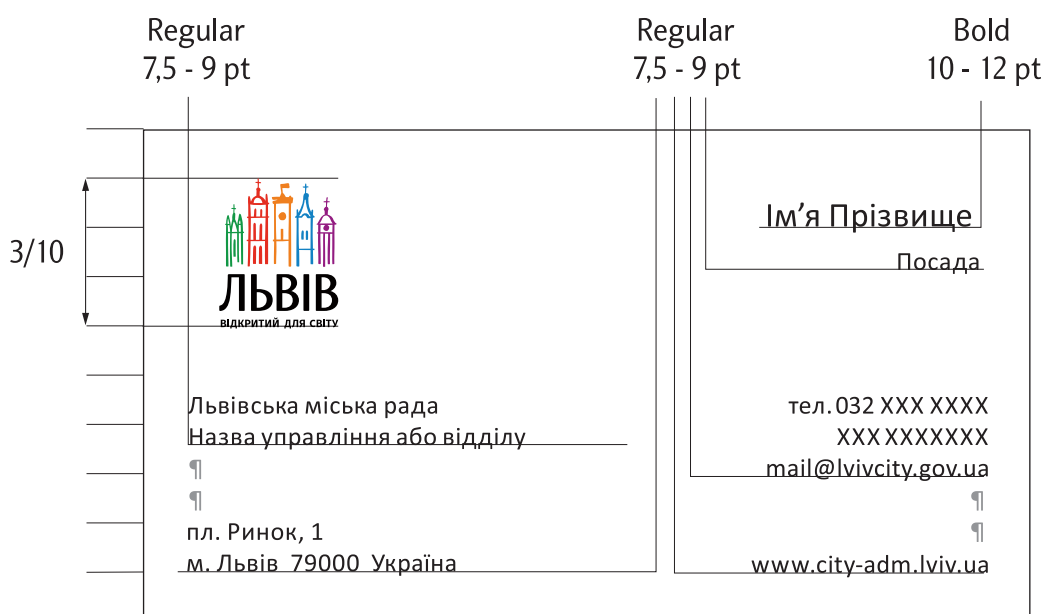 Regular
7,5 - 9 pt
Regular
7,5 - 9 pt
Bold
10 - 12 pt
3/10
ЛЬВІВ
ВІДКРИТИЙ ДЛЯ СВІТУ
Ім’я Прізвище
Посада
Львівська міська рада
Назва управління або відділу
¶
¶
пл. Ринок, 1
м. Львів 79000 Україна
тел. 032 XXX XXXX
XXX XXXXXXX
mail@lvivcity.gov.ua
¶
¶
www.city-adm.lviv.ua